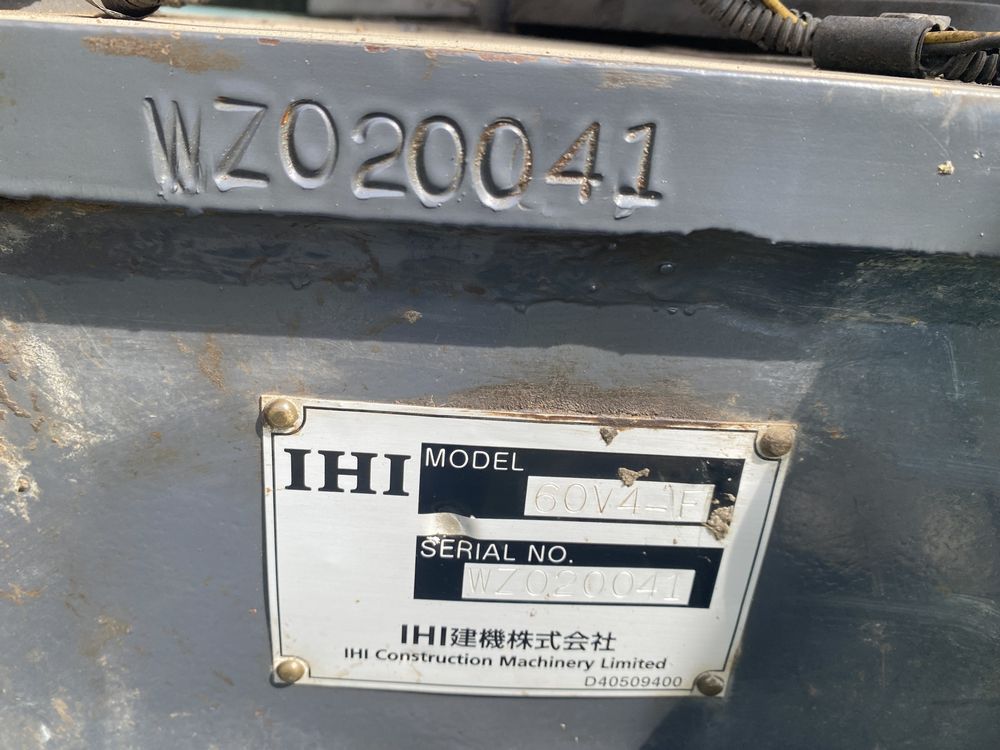 WZ020041
IHI
MODEL
60V4-F
SERIAL NO.
WZ020041
IHI建機株式会社
IHI Construction Machinery Limited
D40509400